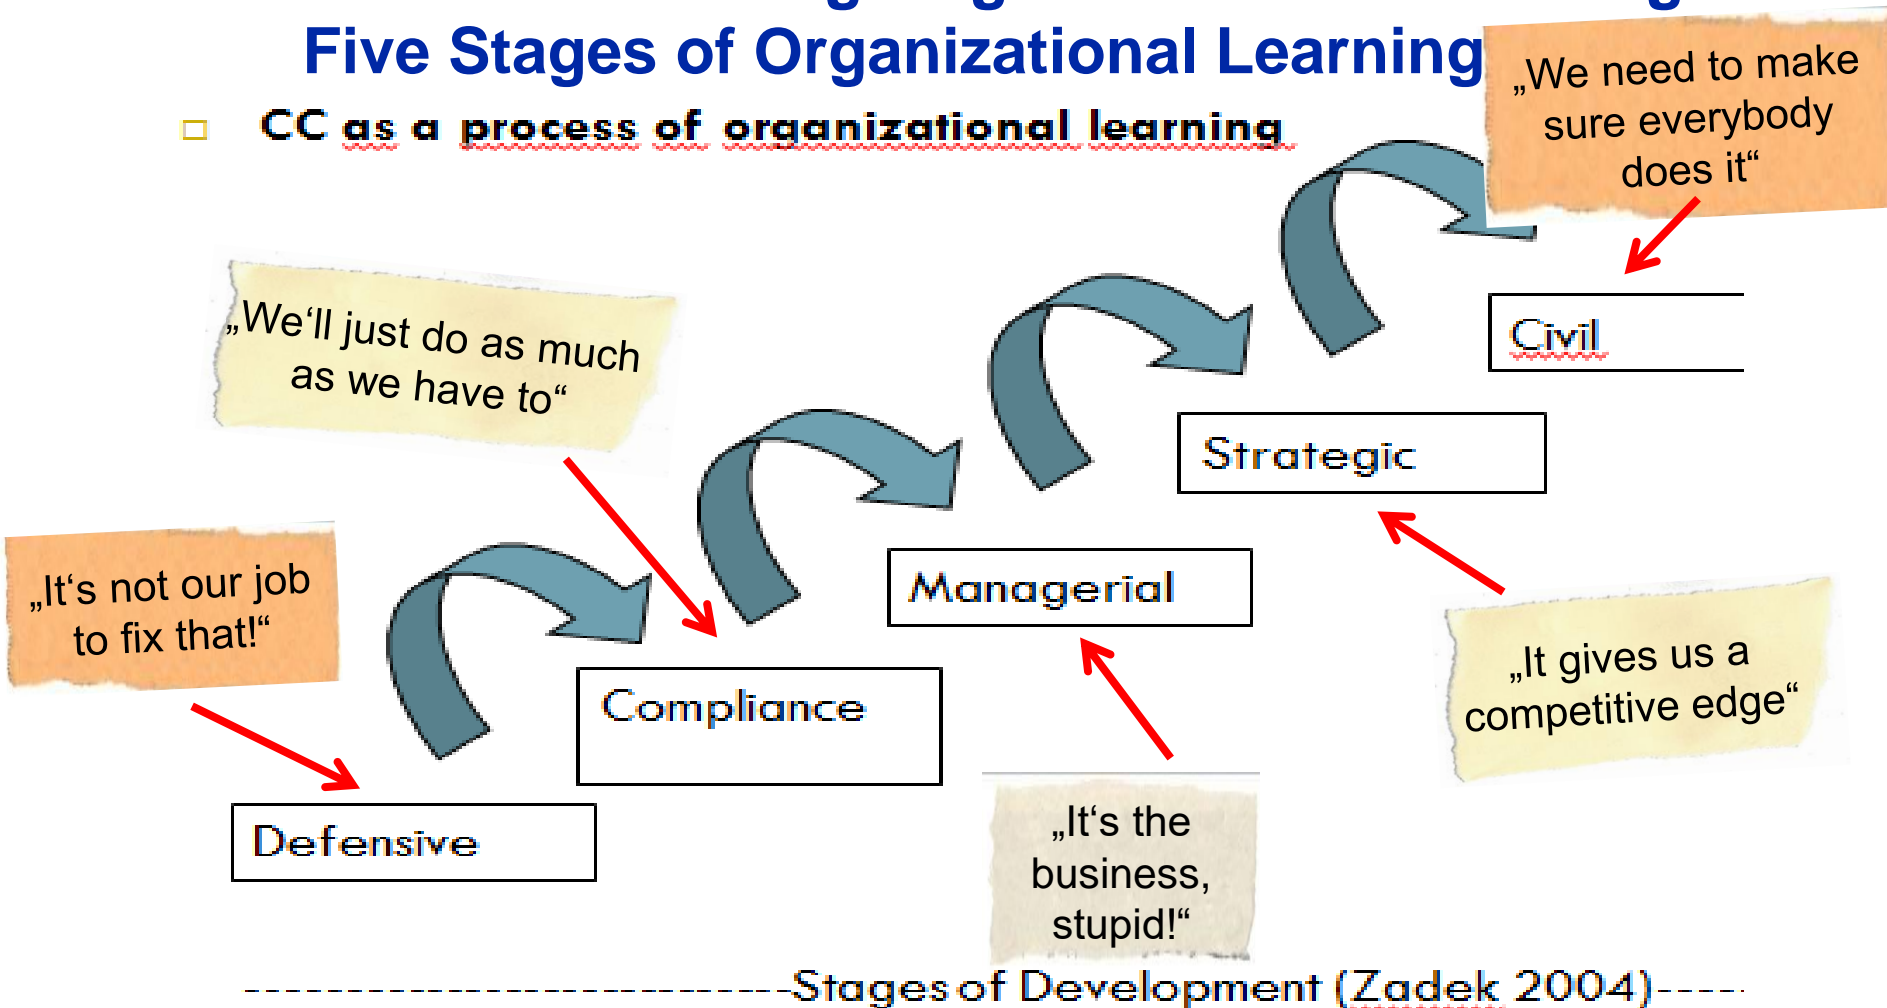 Five Stages of Organizational Learning
CC as a process of organizational learning
„We need to make
sure everybody
does it“
„We‘ll just do as much
as we have to“
Civil
Strategic
„It‘s not our job
to fix that!“
Managerial
„It gives us a
competitive edge“
Compliance
Defensive
„It‘s the
business,
stupid!“
Stages of Development (Zadek 2004)